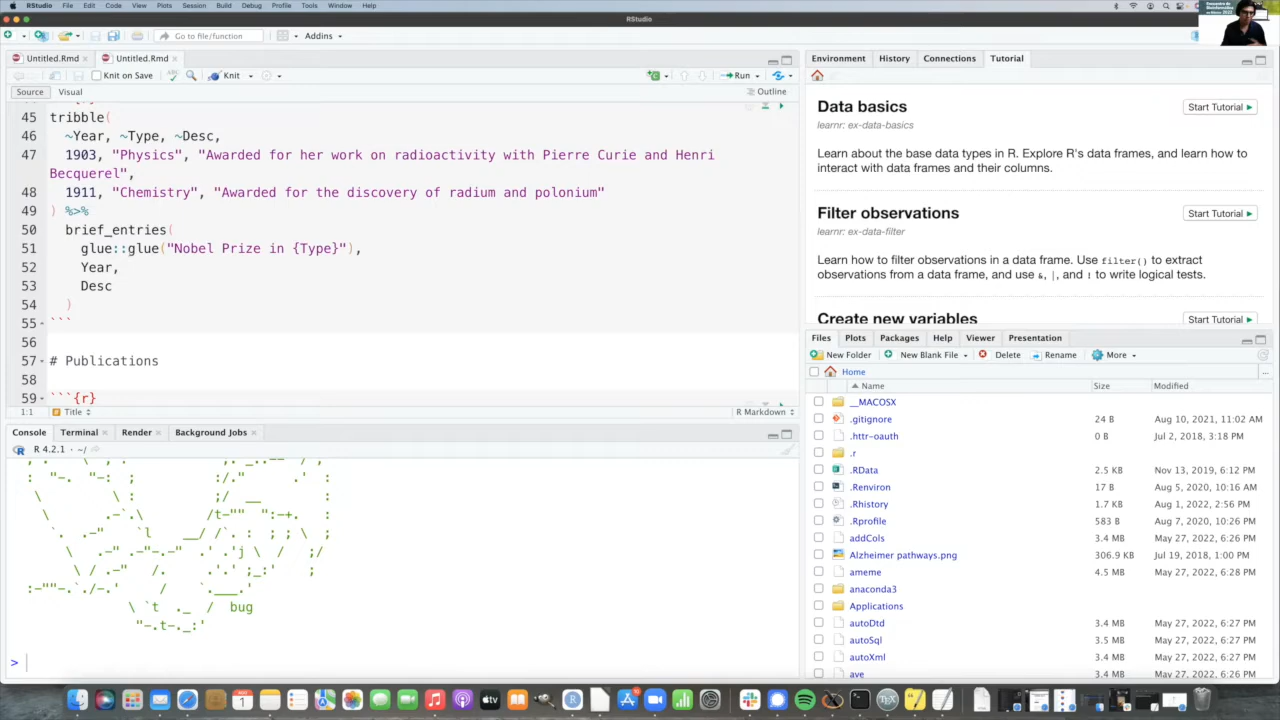 RStudio File Edit Code View Plots Session Build Debug Profile Tools Window Help
RStudio
Go to file/function Addins
Untitled.Rmd Untitled.Rmd
Knit on Save Knit Run
Source Visual Outline
45 tribble(
46 ~Year, ~Type, ~Desc,
47 1903, "Physics", "Awarded for her work on radioactivity with Pierre Curie and Henri
Becquerel",
48 1911, "Chemistry", "Awarded for the discovery of radium and polonium"
49 ) %>%
50 brief_entries(
51 glue::glue("Nobel Prize in {Type}"),
52 Year,
53 Desc
54 )
55 ```
56
57 # Publications
58
59 ```{r}
1:1 Title R Markdown
Console Terminal Render Background Jobs
R 4.2.1 · ~/
bug
>
Environment History Connections Tutorial
Data basics Start Tutorial
learnr: ex-data-basics
Learn about the base data types in R. Explore R's data frames, and learn how to
interact with data frames and their columns.
Filter observations Start Tutorial
learnr: ex-data-filter
Learn how to filter observations in a data frame. Use filter() to extract
observations from a data frame, and use &, |, and ! to write logical tests.
Create new variables Start Tutorial
Files Plots Packages Help Viewer Presentation
New Folder New Blank File Delete Rename More
Home
Name Size Modified
__MACOSX
.gitignore 24 B Aug 10, 2021, 11:02 AM
.httr-oauth 0 B Jul 2, 2018, 3:18 PM
.r
.RData 2.5 KB Nov 13, 2019, 6:12 PM
.Renviron 17 B Aug 5, 2020, 10:16 AM
.Rhistory 1.7 KB Aug 1, 2022, 2:56 PM
.Rprofile 583 B Aug 7, 2020, 10:26 PM
addCols 3.4 MB May 27, 2022, 6:26 PM
Alzheimer pathways.png 306.9 KB Jul 19, 2018, 1:00 PM
ameme 4.5 MB May 27, 2022, 6:28 PM
anaconda3
Applications
autoDtd 3.4 MB May 27, 2022, 6:27 PM
autoSql 3.5 MB May 27, 2022, 6:27 PM
autoXml 3.4 MB May 27, 2022, 6:27 PM
ave 3.4 MB May 27, 2022, 6:27 PM